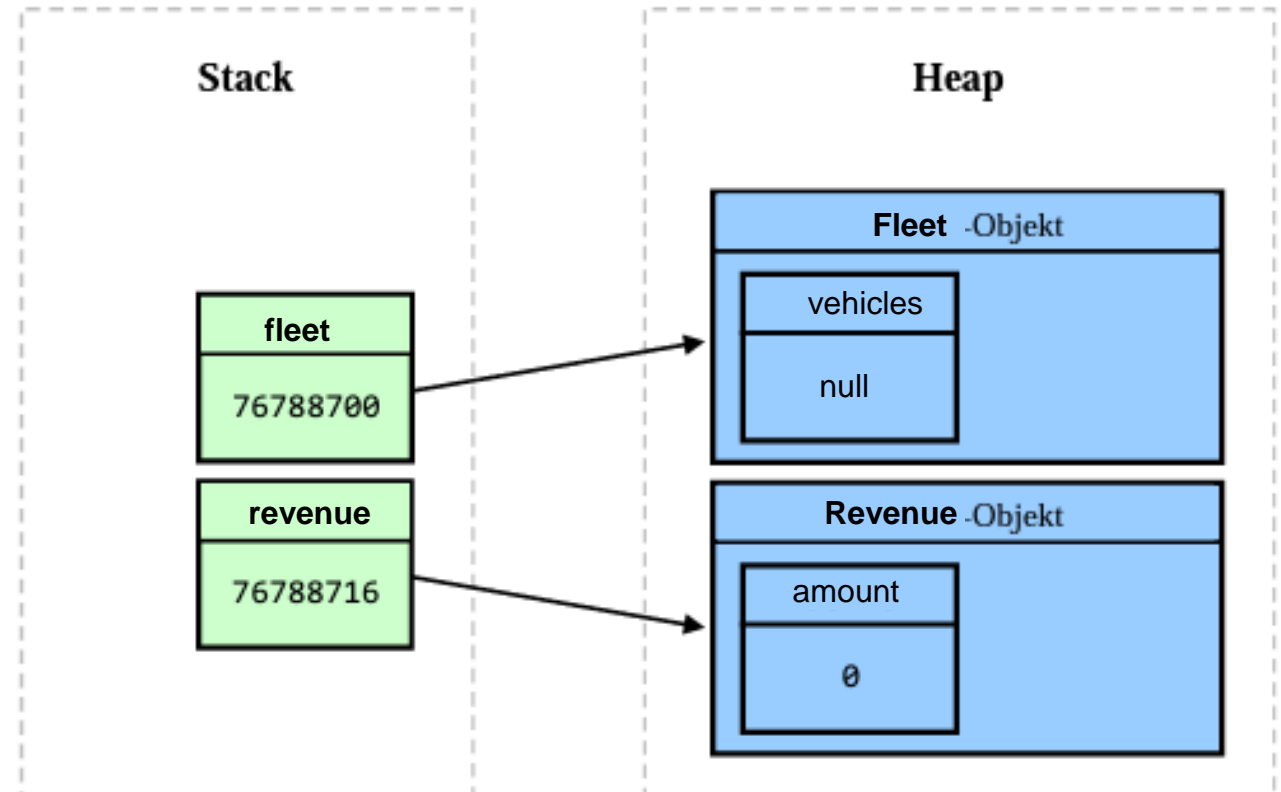 Stack
Heap
Fleet -Objekt
vehicles
null
fleet
76788700
revenue
76788716
Revenue -Objekt
amount
0